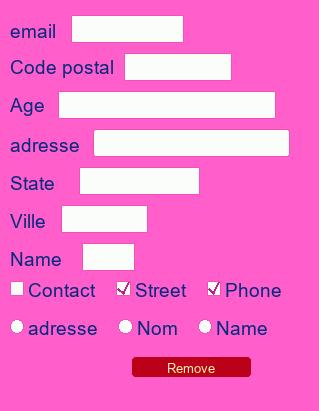 email
Code postal
Age
adresse
State
Ville
Name
Contact Street Phone
adresse Nom Name
Remove